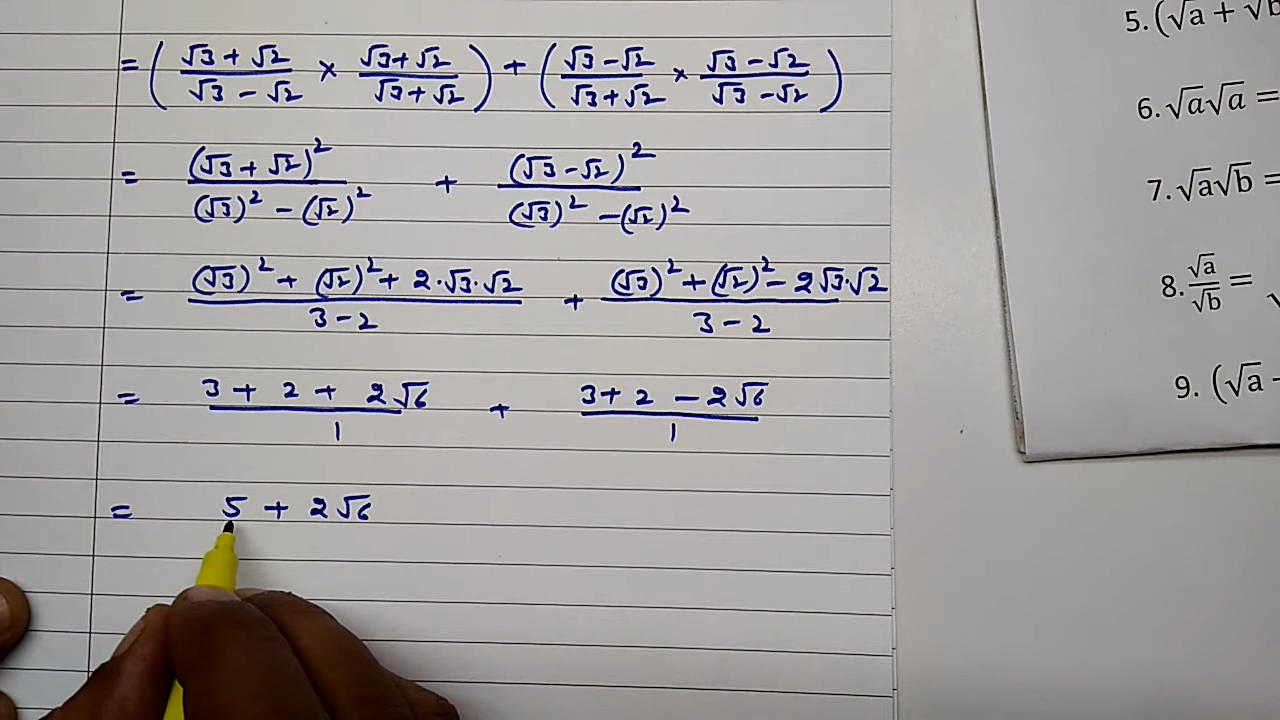 = ( (√3 + √2)/(√3 − √2) × (√3 + √2)/(√3 + √2) ) + ( (√3 − √2)/(√3 + √2) × (√3 − √2)/(√3 − √2) )
= (√3 + √2)²/((√3)² − (√2)²) + (√3 − √2)²/((√3)² − (√2)²)
= ((√3)² + (√2)² + 2·√3·√2)/(3 − 2) + ((√3)² + (√2)² − 2√3·√2)/(3 − 2)
= (3 + 2 + 2√6)/1 + (3 + 2 − 2√6)/1
= 5 + 2√6
5. (√a + √b
6. √a√a =
7. √a√b =
8. √a/√b =
9. (√a